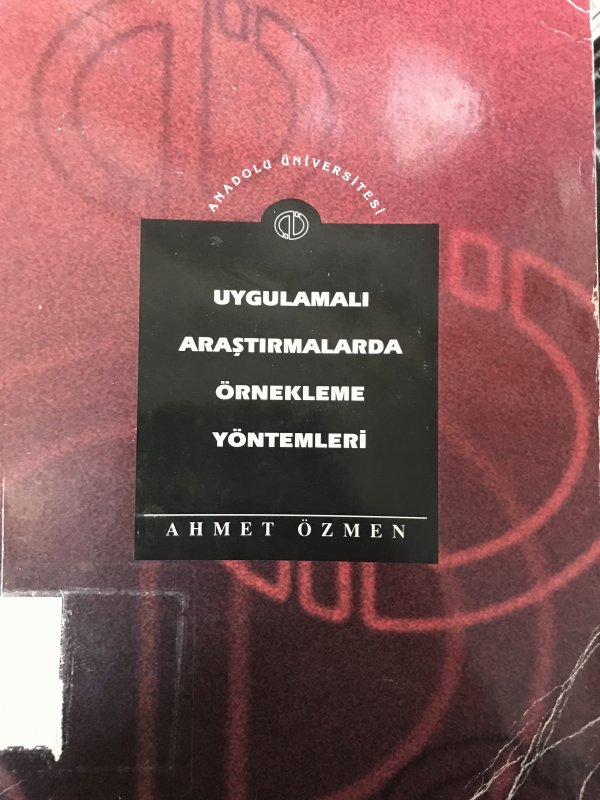 ANADOLU ÜNİVERSİTESİ
UYGULAMALI
ARAŞTIRMALARDA
ÖRNEKLEME
YÖNTEMLERİ
AHMET ÖZMEN